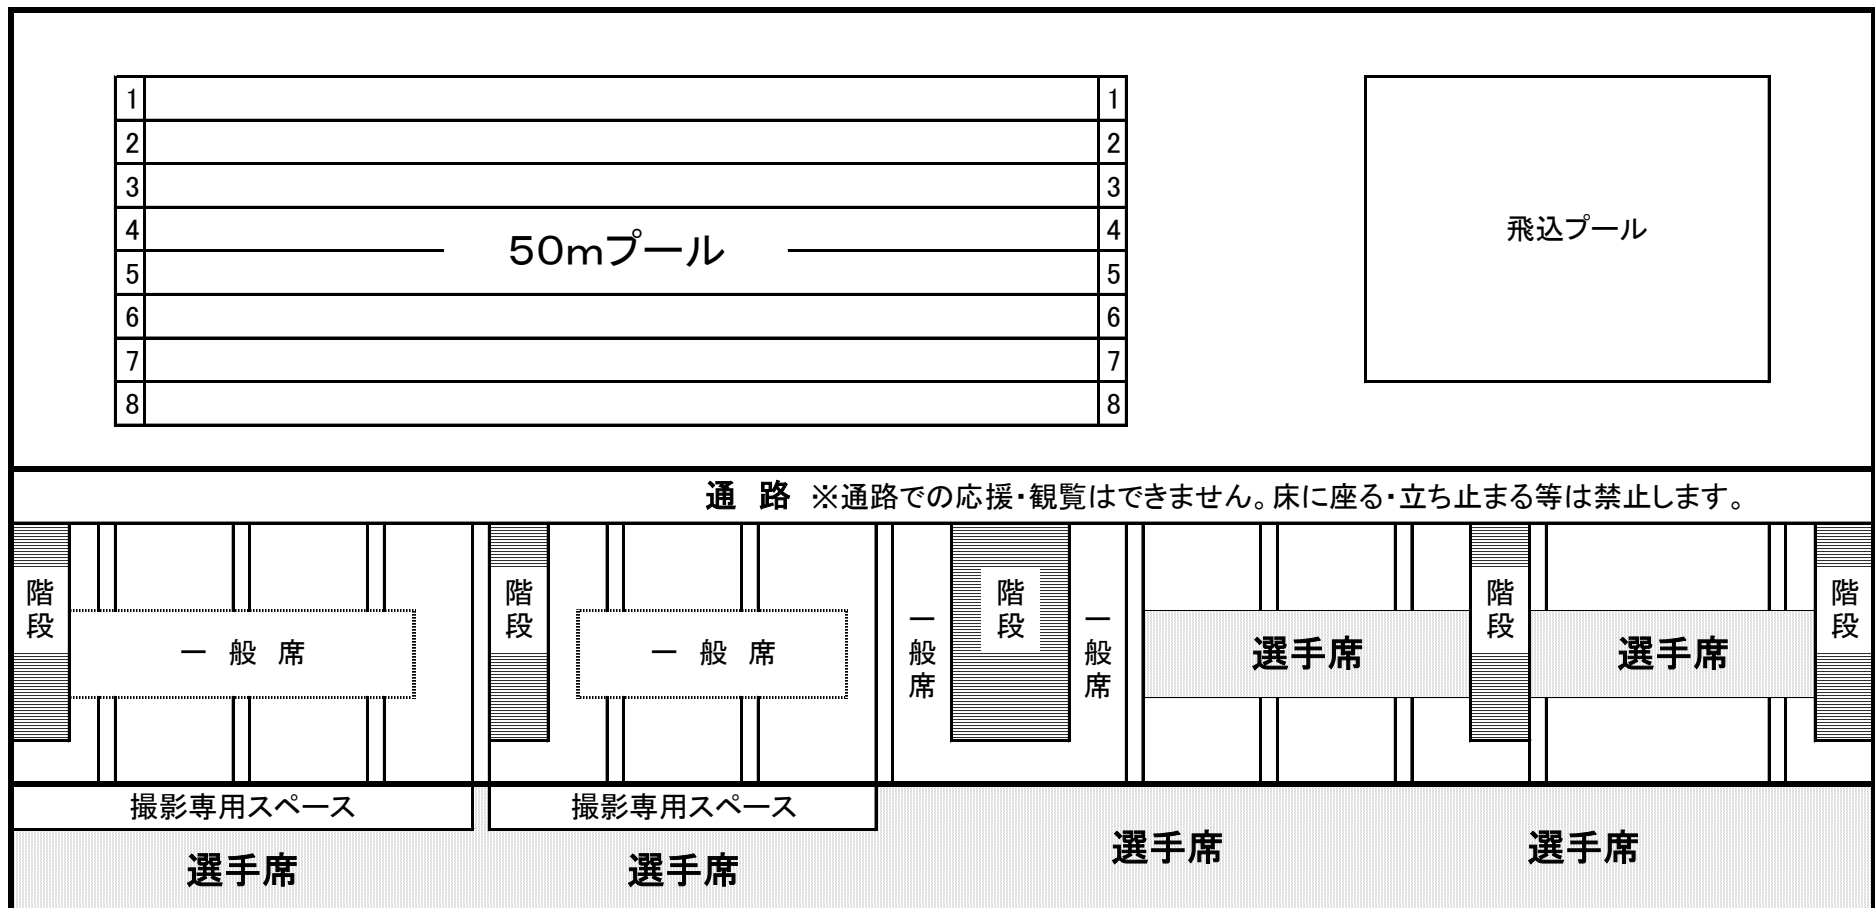 1 1
2 2
3 3
4 4
50mプール
5 5
6 6
7 7
8 8
飛込プール
通 路 ※通路での応援・観覧はできません。床に座る・立ち止まる等は禁止します。
階段
一 般 席
階段
一 般 席
一般席
階段
一般席
選手席
階段
選手席
階段
撮影専用スペース
撮影専用スペース
選手席
選手席
選手席
選手席